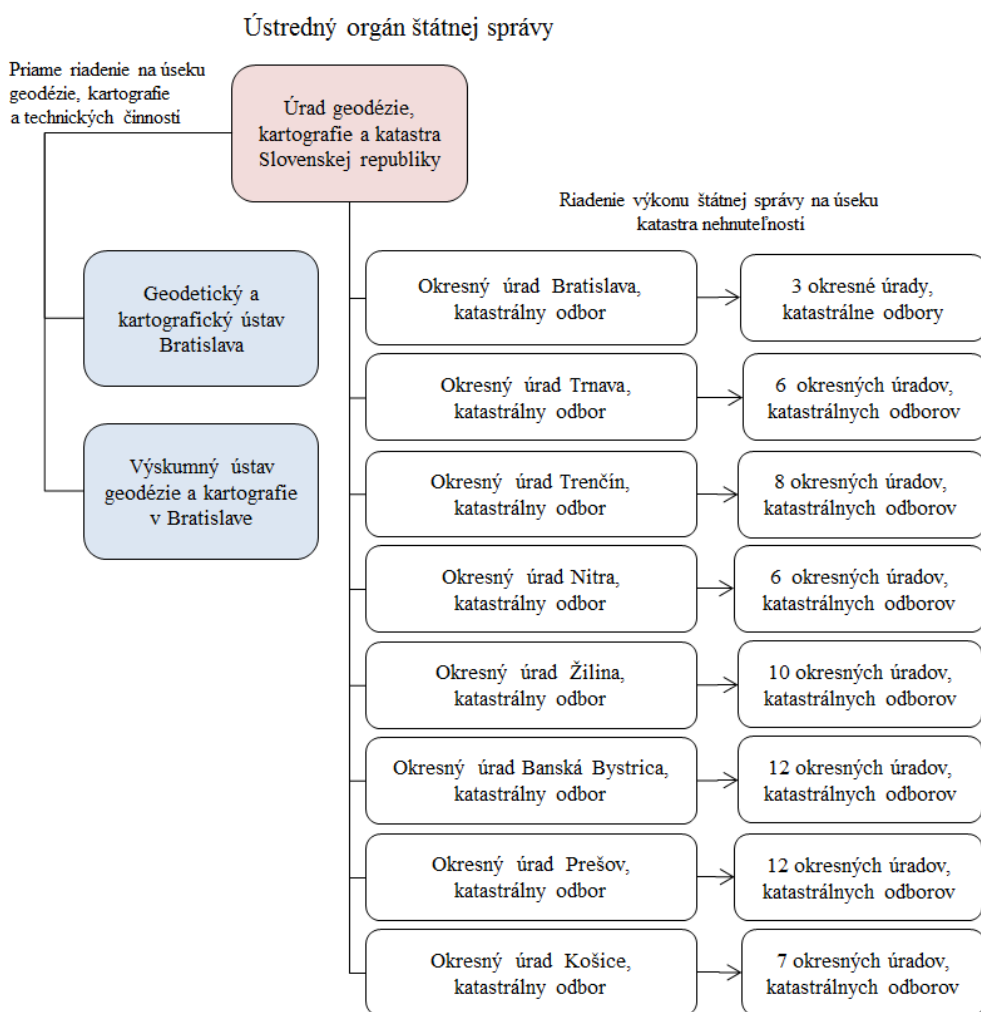 Ústredný orgán štátnej správy
Priame riadenie na úseku
geodézie, kartografie
a technických činností
Úrad geodézie,
kartografie a katastra
Slovenskej republiky
Riadenie výkonu štátnej správy na úseku
katastra nehnuteľností
Geodetický a
kartografický ústav
Bratislava
Výskumný ústav
geodézie a kartografie
v Bratislave
Okresný úrad Bratislava,
katastrálny odbor
3 okresné úrady,
katastrálne odbory
Okresný úrad Trnava,
katastrálny odbor
6 okresných úradov,
katastrálnych odborov
Okresný úrad Trenčín,
katastrálny odbor
8 okresných úradov,
katastrálnych odborov
Okresný úrad Nitra,
katastrálny odbor
6 okresných úradov,
katastrálnych odborov
Okresný úrad Žilina,
katastrálny odbor
10 okresných úradov,
katastrálnych odborov
Okresný úrad Banská Bystrica,
katastrálny odbor
12 okresných úradov,
katastrálnych odborov
Okresný úrad Prešov,
katastrálny odbor
12 okresných úradov,
katastrálnych odborov
Okresný úrad Košice,
katastrálny odbor
7 okresných úradov,
katastrálnych odborov